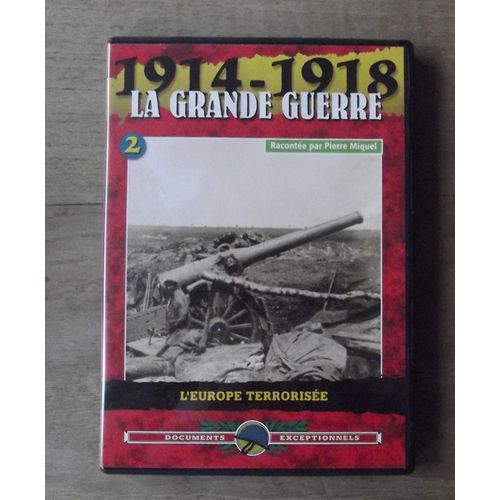 1914-1918
LA GRANDE GUERRE
2
Racontée par Pierre Miquel
L'EUROPE TERRORISÉE
DOCUMENTS EXCEPTIONNELS